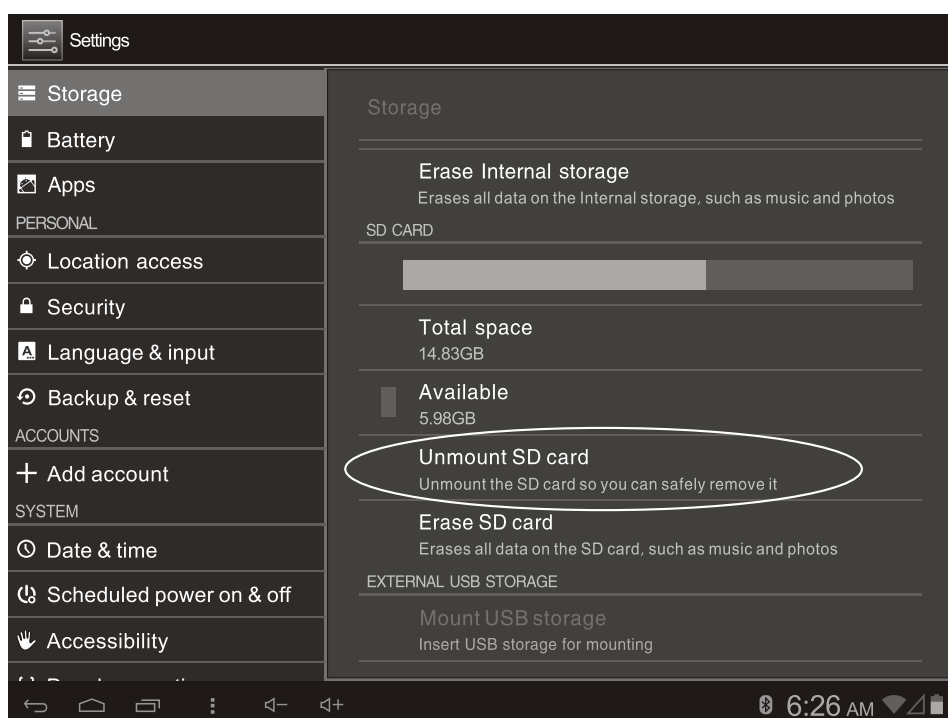 Settings
Storage
Battery
Apps
PERSONAL
Location access
Security
Language & input
Backup & reset
ACCOUNTS
Add account
SYSTEM
Date & time
Scheduled power on & off
Accessibility
Storage
Erase Internal storage
Erases all data on the Internal storage, such as music and photos
SD CARD
Total space
14.83GB
Available
5.98GB
Unmount SD card
Unmount the SD card so you can safely remove it
Erase SD card
Erases all data on the SD card, such as music and photos
EXTERNAL USB STORAGE
Mount USB storage
Insert USB storage for mounting
6:26 AM